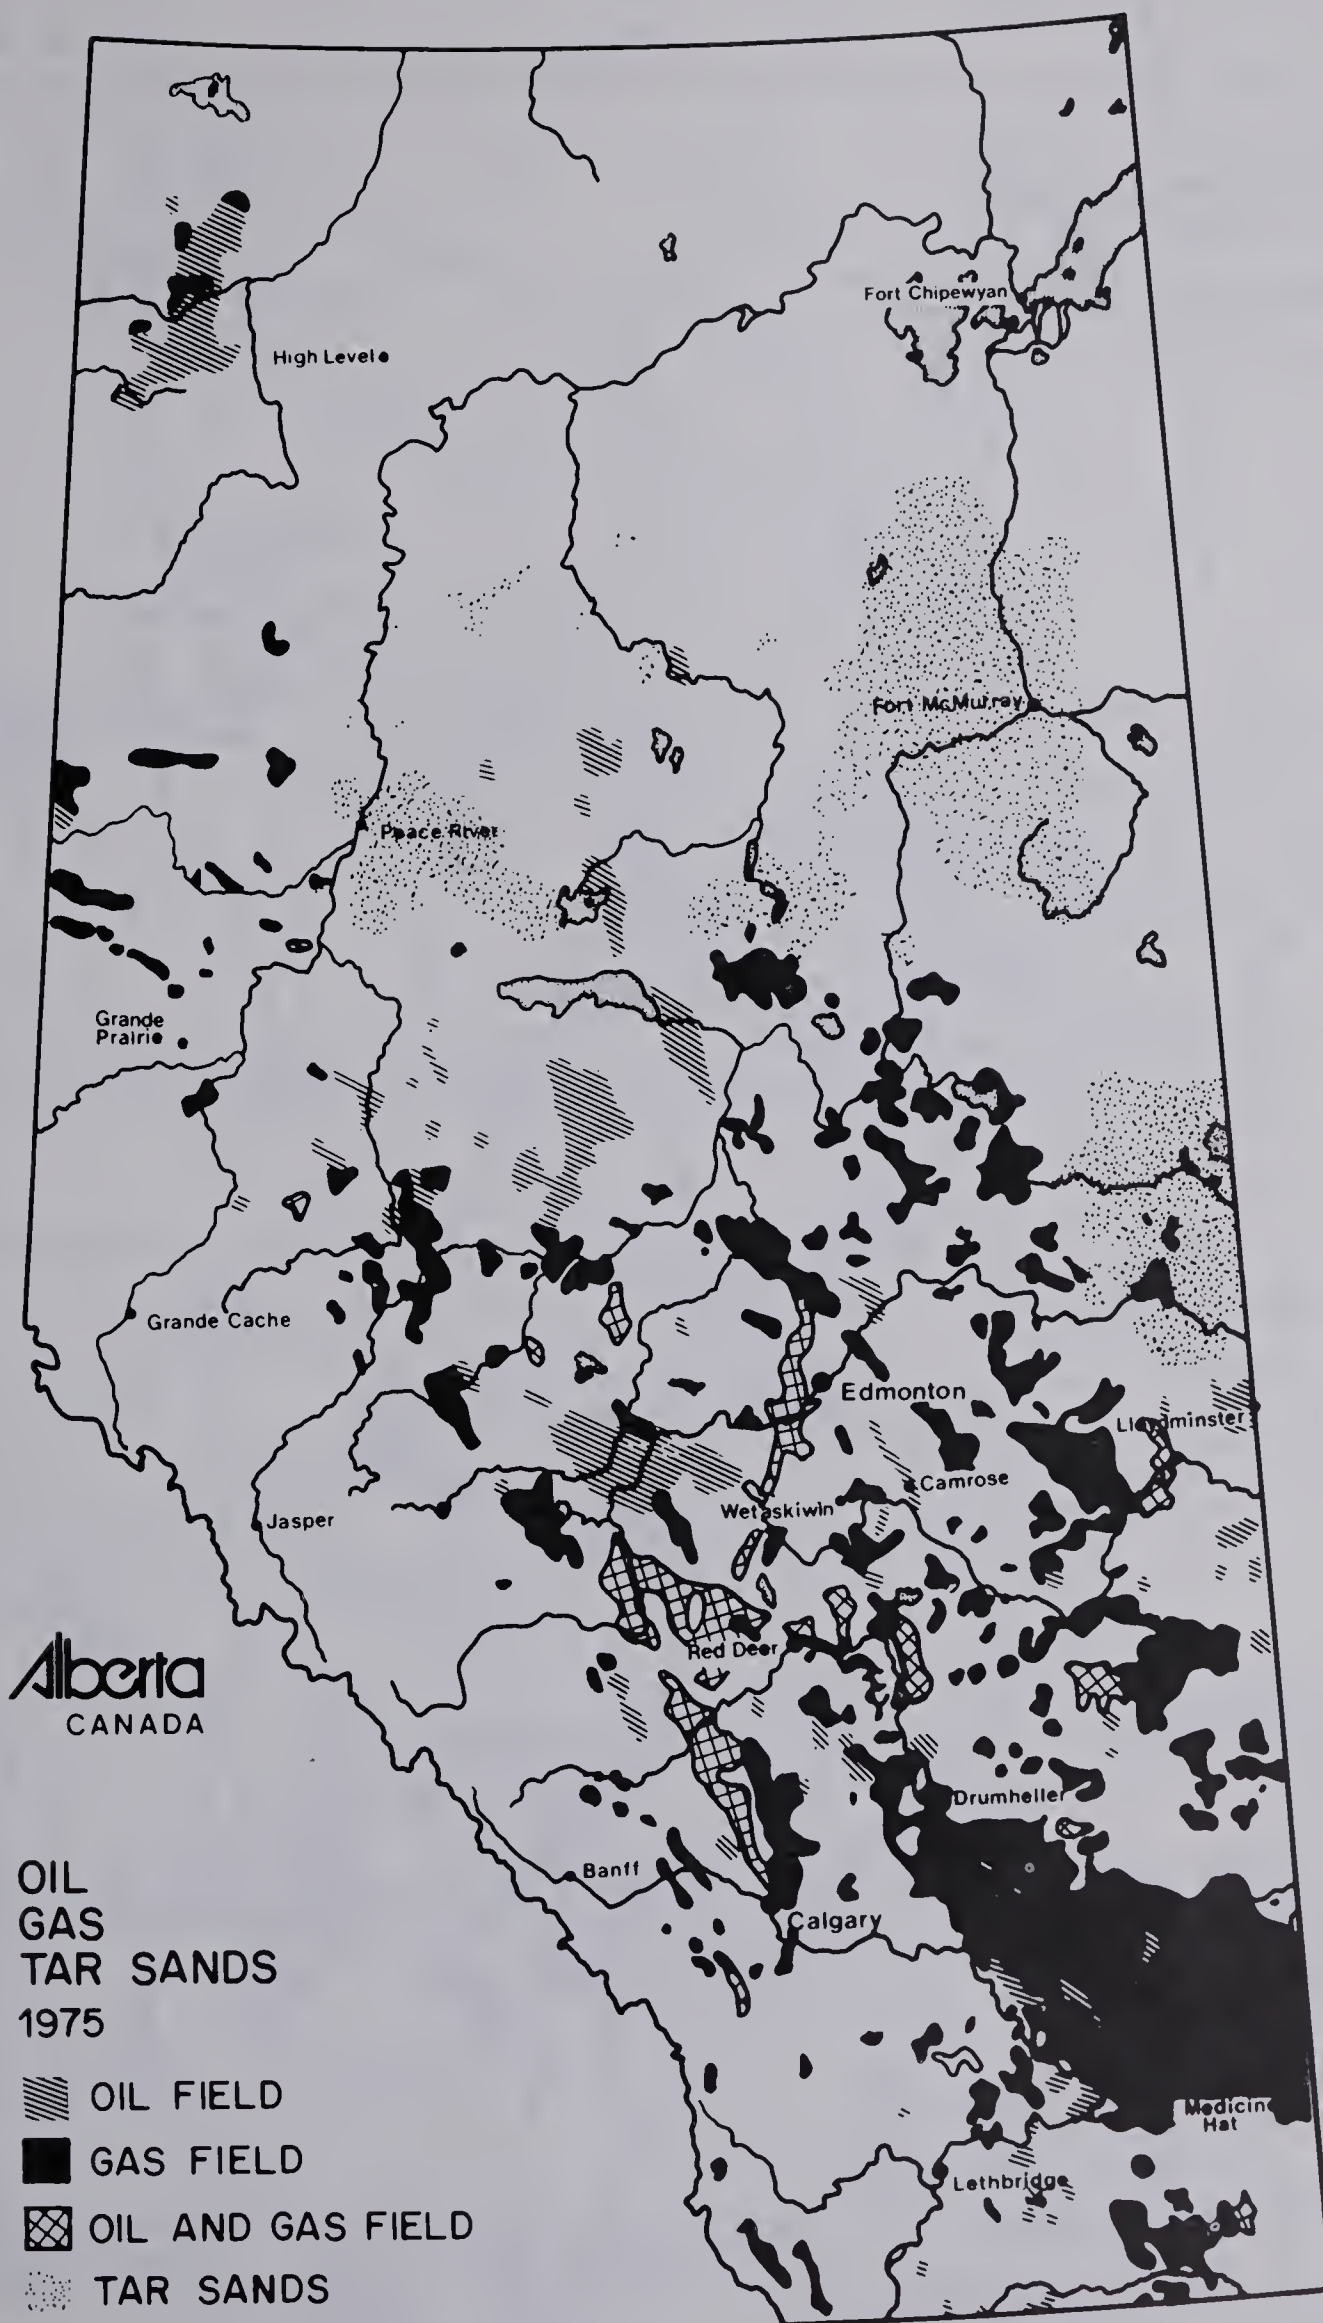 Fort Chipewyan
High Level
Fort McMurray
Peace River
Grande
Prairie
Grande Cache
Edmonton
Lloydminster
Camrose
Wetaskiwin
Jasper
Red Deer
Alberta
CANADA
Drumheller
Banff
Calgary
OIL
GAS
TAR SANDS
1975
OIL FIELD
GAS FIELD
OIL AND GAS FIELD
TAR SANDS
Medicine
Hat
Lethbridge